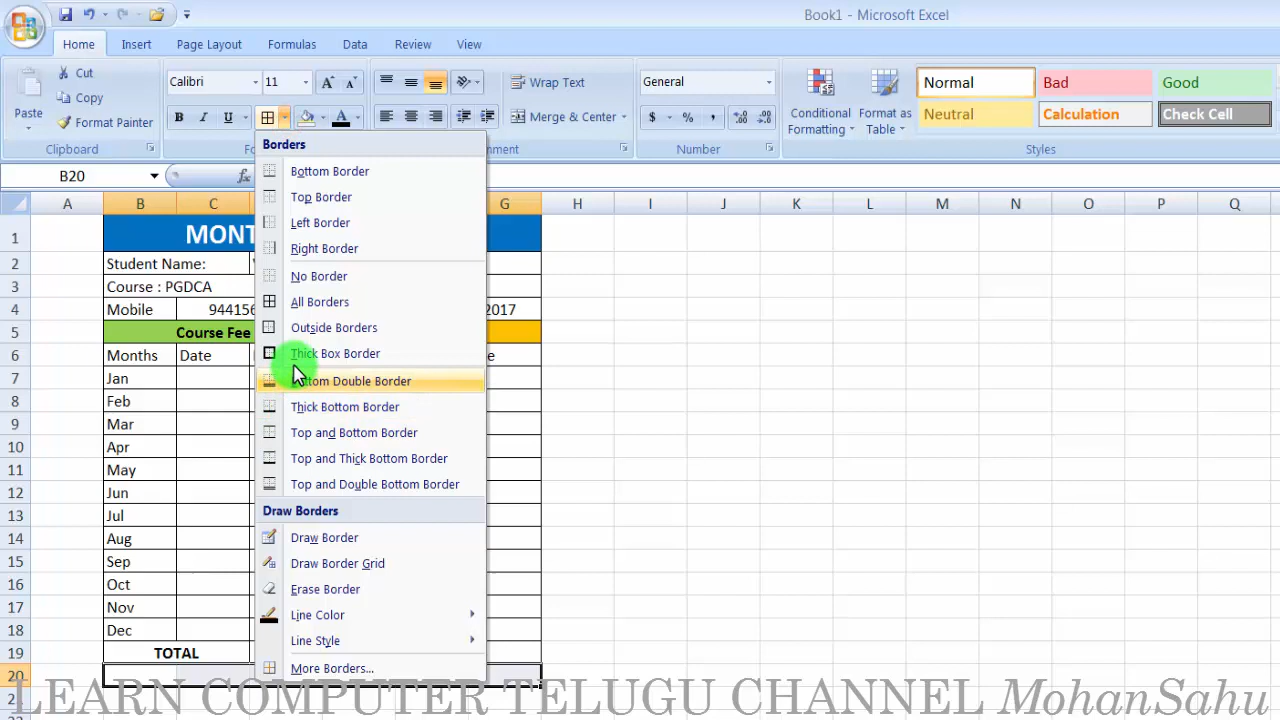 Book1 - Microsoft Excel
Home Insert Page Layout Formulas Data Review View
Cut
Copy
Format Painter
Paste
Clipboard
Calibri 11
B I U
Wrap Text
Merge & Center
General
$ % ,
Number
Conditional Formatting
Format as Table
Normal Bad Good
Neutral Calculation Check Cell
Styles
B20 fx
A B C G H I J K L M N O P Q
1 MONT
2 Student Name:
3 Course : PGDCA
4 Mobile 94415 2017
5 Course Fee
6 Months Date
7 Jan
8 Feb
9 Mar
10 Apr
11 May
12 Jun
13 Jul
14 Aug
15 Sep
16 Oct
17 Nov
18 Dec
19 TOTAL
20
Borders
Bottom Border
Top Border
Left Border
Right Border
No Border
All Borders
Outside Borders
Thick Box Border
Bottom Double Border
Thick Bottom Border
Top and Bottom Border
Top and Thick Bottom Border
Top and Double Bottom Border
Draw Borders
Draw Border
Draw Border Grid
Erase Border
Line Color
Line Style
More Borders...
LEARN COMPUTER TELUGU CHANNEL MohanSahu